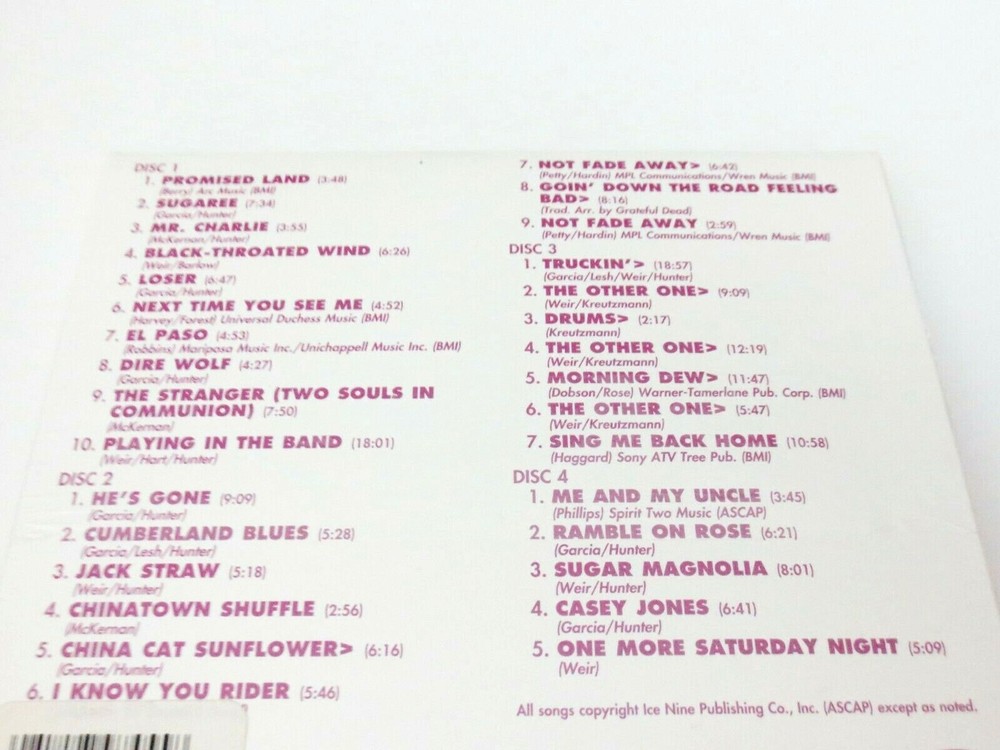 DISC 1
1. PROMISED LAND (3:48)
(Berry) Arc Music (BMI)
2. SUGAREE (7:34)
(Garcia/Hunter)
3. MR. CHARLIE (3:55)
(McKernan/Hunter)
4. BLACK-THROATED WIND (6:26)
(Weir/Barlow)
5. LOSER (6:47)
(Garcia/Hunter)
6. NEXT TIME YOU SEE ME (4:52)
(Harvey/Forest) Universal Duchess Music (BMI)
7. EL PASO (4:53)
(Robbins) Mariposa Music Inc./Unichappell Music Inc. (BMI)
8. DIRE WOLF (4:27)
(Garcia/Hunter)
9. THE STRANGER (TWO SOULS IN
COMMUNION) (7:50)
(McKernan)
10. PLAYING IN THE BAND (18:01)
(Weir/Hart/Hunter)
DISC 2
1. HE'S GONE (9:09)
(Garcia/Hunter)
2. CUMBERLAND BLUES (5:28)
(Garcia/Lesh/Hunter)
3. JACK STRAW (5:18)
(Weir/Hunter)
4. CHINATOWN SHUFFLE (2:56)
(McKernan)
5. CHINA CAT SUNFLOWER> (6:16)
(Garcia/Hunter)
6. I KNOW YOU RIDER (5:46)
7. NOT FADE AWAY> (6:42)
(Petty/Hardin) MPL Communications/Wren Music (BMI)
8. GOIN' DOWN THE ROAD FEELING
BAD> (8:16)
(Trad. Arr. by Grateful Dead)
9. NOT FADE AWAY (2:59)
(Petty/Hardin) MPL Communications/Wren Music (BMI)
DISC 3
1. TRUCKIN'> (18:57)
(Garcia/Lesh/Weir/Hunter)
2. THE OTHER ONE> (9:09)
(Weir/Kreutzmann)
3. DRUMS> (2:17)
(Kreutzmann)
4. THE OTHER ONE> (12:19)
(Weir/Kreutzmann)
5. MORNING DEW> (11:47)
(Dobson/Rose) Warner-Tamerlane Pub. Corp. (BMI)
6. THE OTHER ONE> (5:47)
(Weir/Kreutzmann)
7. SING ME BACK HOME (10:58)
(Haggard) Sony ATV Tree Pub. (BMI)
DISC 4
1. ME AND MY UNCLE (3:45)
(Phillips) Spirit Two Music (ASCAP)
2. RAMBLE ON ROSE (6:21)
(Garcia/Hunter)
3. SUGAR MAGNOLIA (8:01)
(Weir/Hunter)
4. CASEY JONES (6:41)
(Garcia/Hunter)
5. ONE MORE SATURDAY NIGHT (5:09)
(Weir)
All songs copyright Ice Nine Publishing Co., Inc. (ASCAP) except as noted.